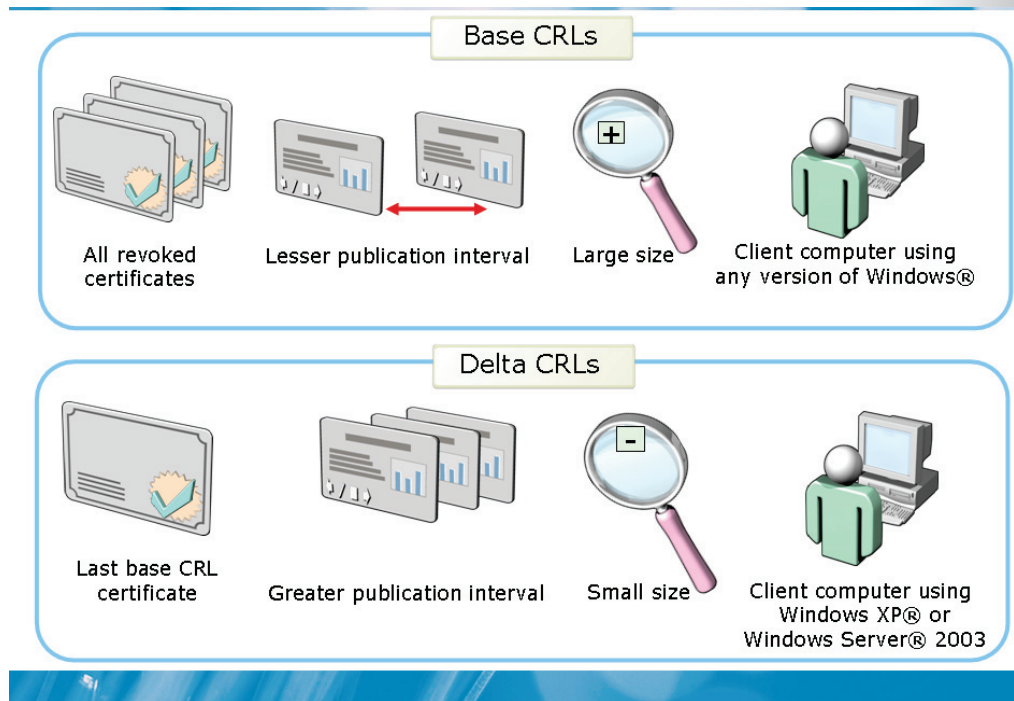 Base CRLs
All revoked
certificates
Lesser publication interval
+
Large size
Client computer using
any version of Windows®
Delta CRLs
Last base CRL
certificate
Greater publication interval
-
Small size
Client computer using
Windows XP® or
Windows Server® 2003